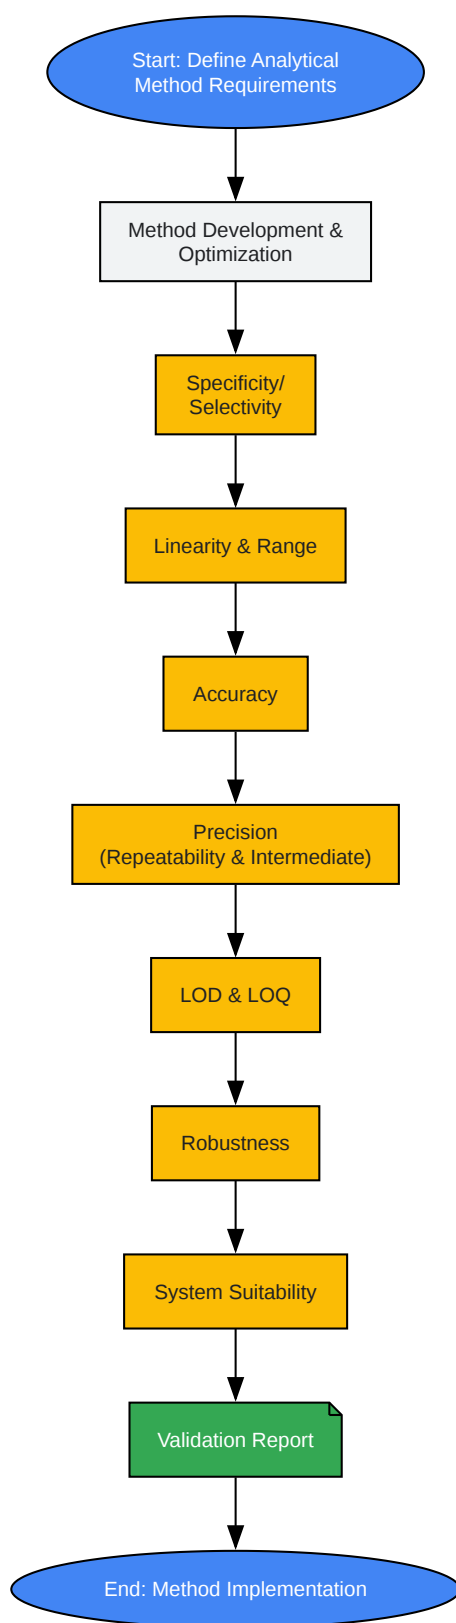 Start: Define Analytical
Method Requirements
Method Development &
Optimization
Specificity/
Selectivity
Linearity & Range
Accuracy
Precision
(Repeatability & Intermediate)
LOD & LOQ
Robustness
System Suitability
Validation Report
End: Method Implementation